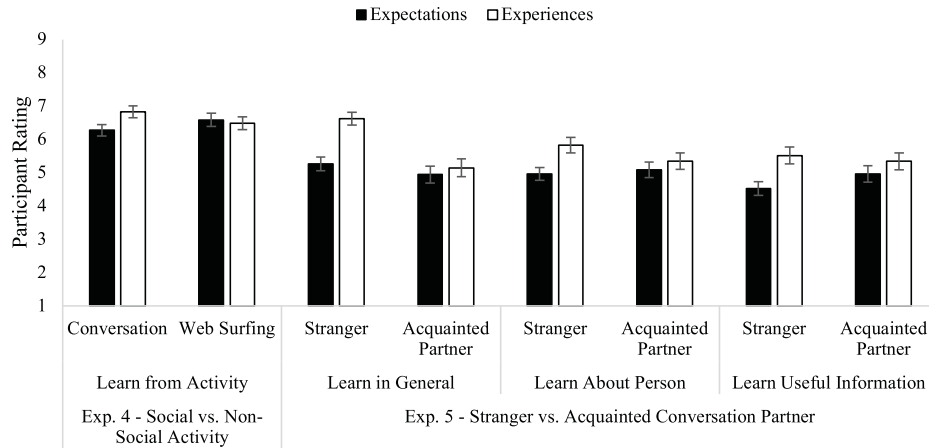 Expectations Experiences
9
8
7
6
5
4
3
2
1
Participant Rating
Conversation Web Surfing Stranger Acquainted Partner Stranger Acquainted Partner Stranger Acquainted Partner
Learn from Activity Learn in General Learn About Person Learn Useful Information
Exp. 4 - Social vs. Non-
Social Activity
Exp. 5 - Stranger vs. Acquainted Conversation Partner